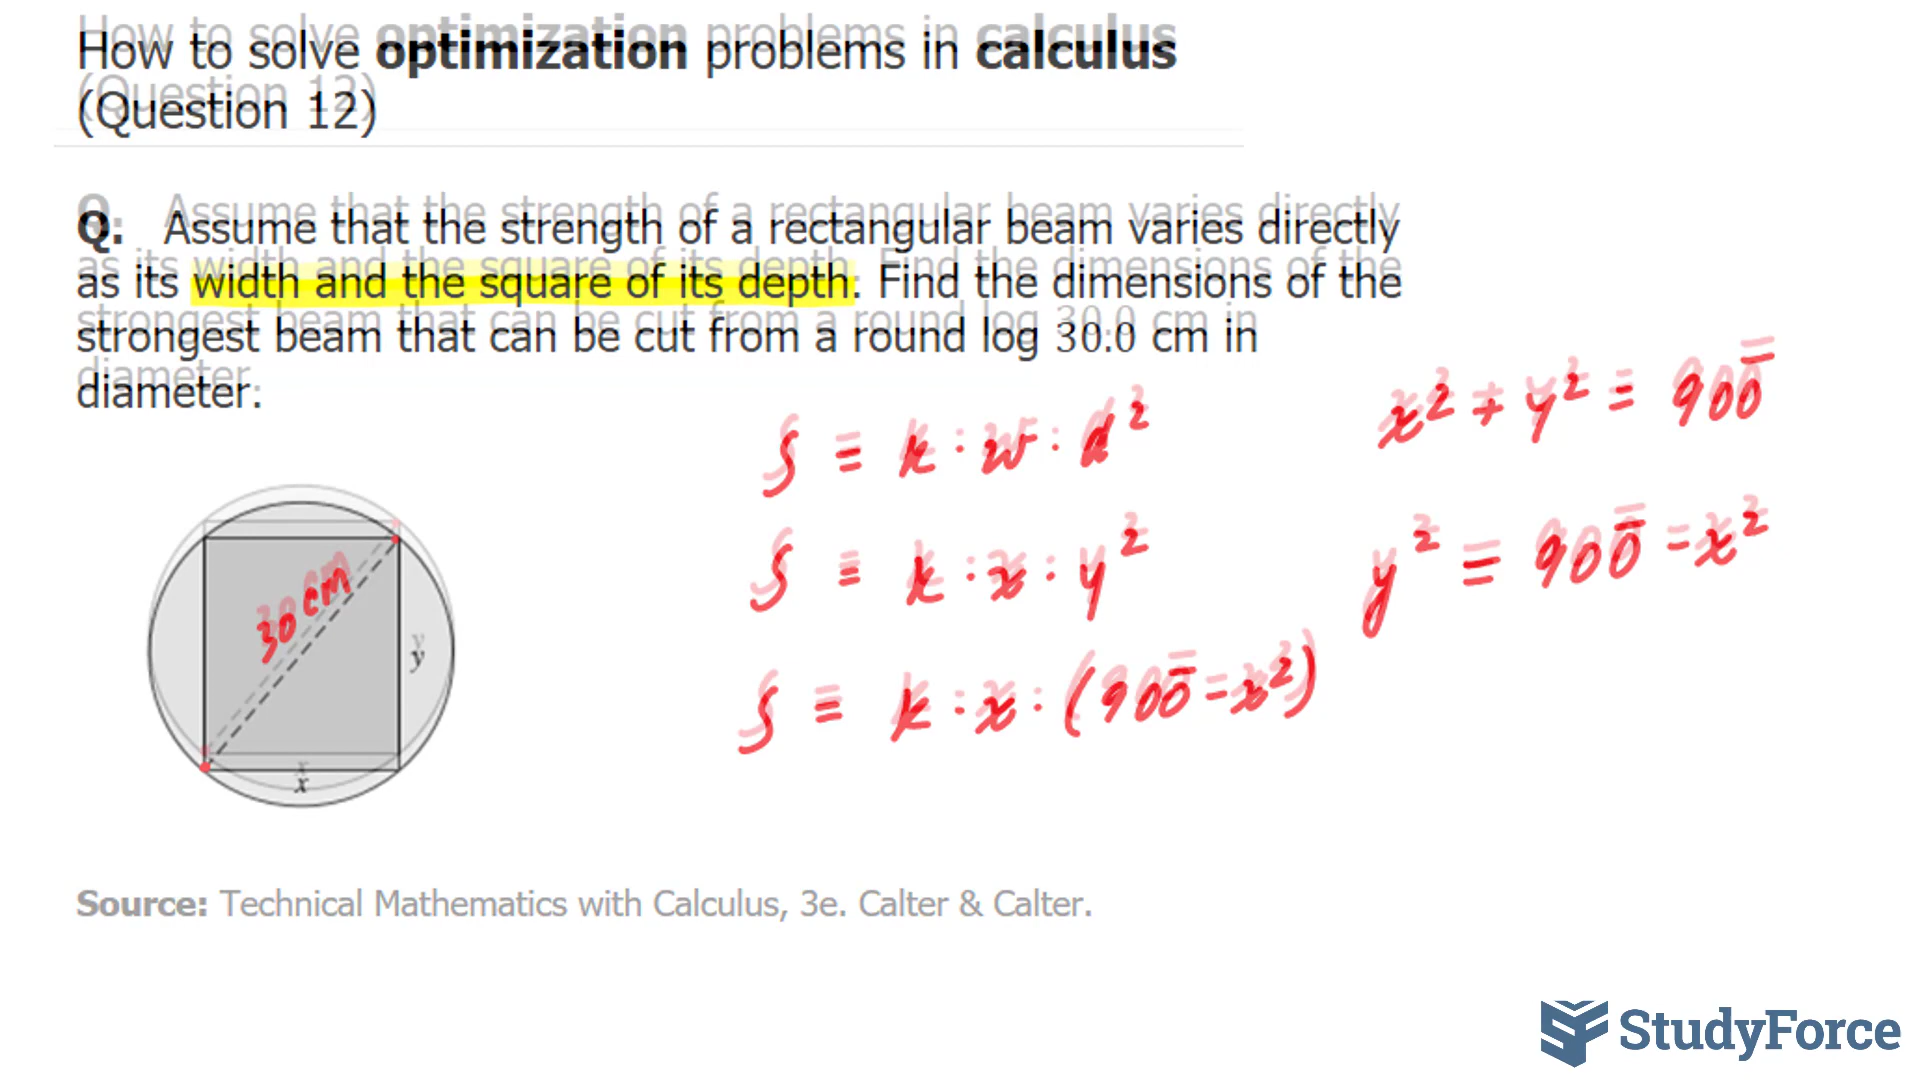 How to solve optimization problems in calculus
(Question 12)
Q. Assume that the strength of a rectangular beam varies directly
as its width and the square of its depth. Find the dimensions of the
strongest beam that can be cut from a round log 30.0 cm in
diameter.
S = k · w · d²
x² + y² = 900̅
S = k · x · y²
y² = 900̅ - x²
S = k · x · (900̅ - x²)
30 cm
y
x
Source: Technical Mathematics with Calculus, 3e. Calter & Calter.
StudyForce